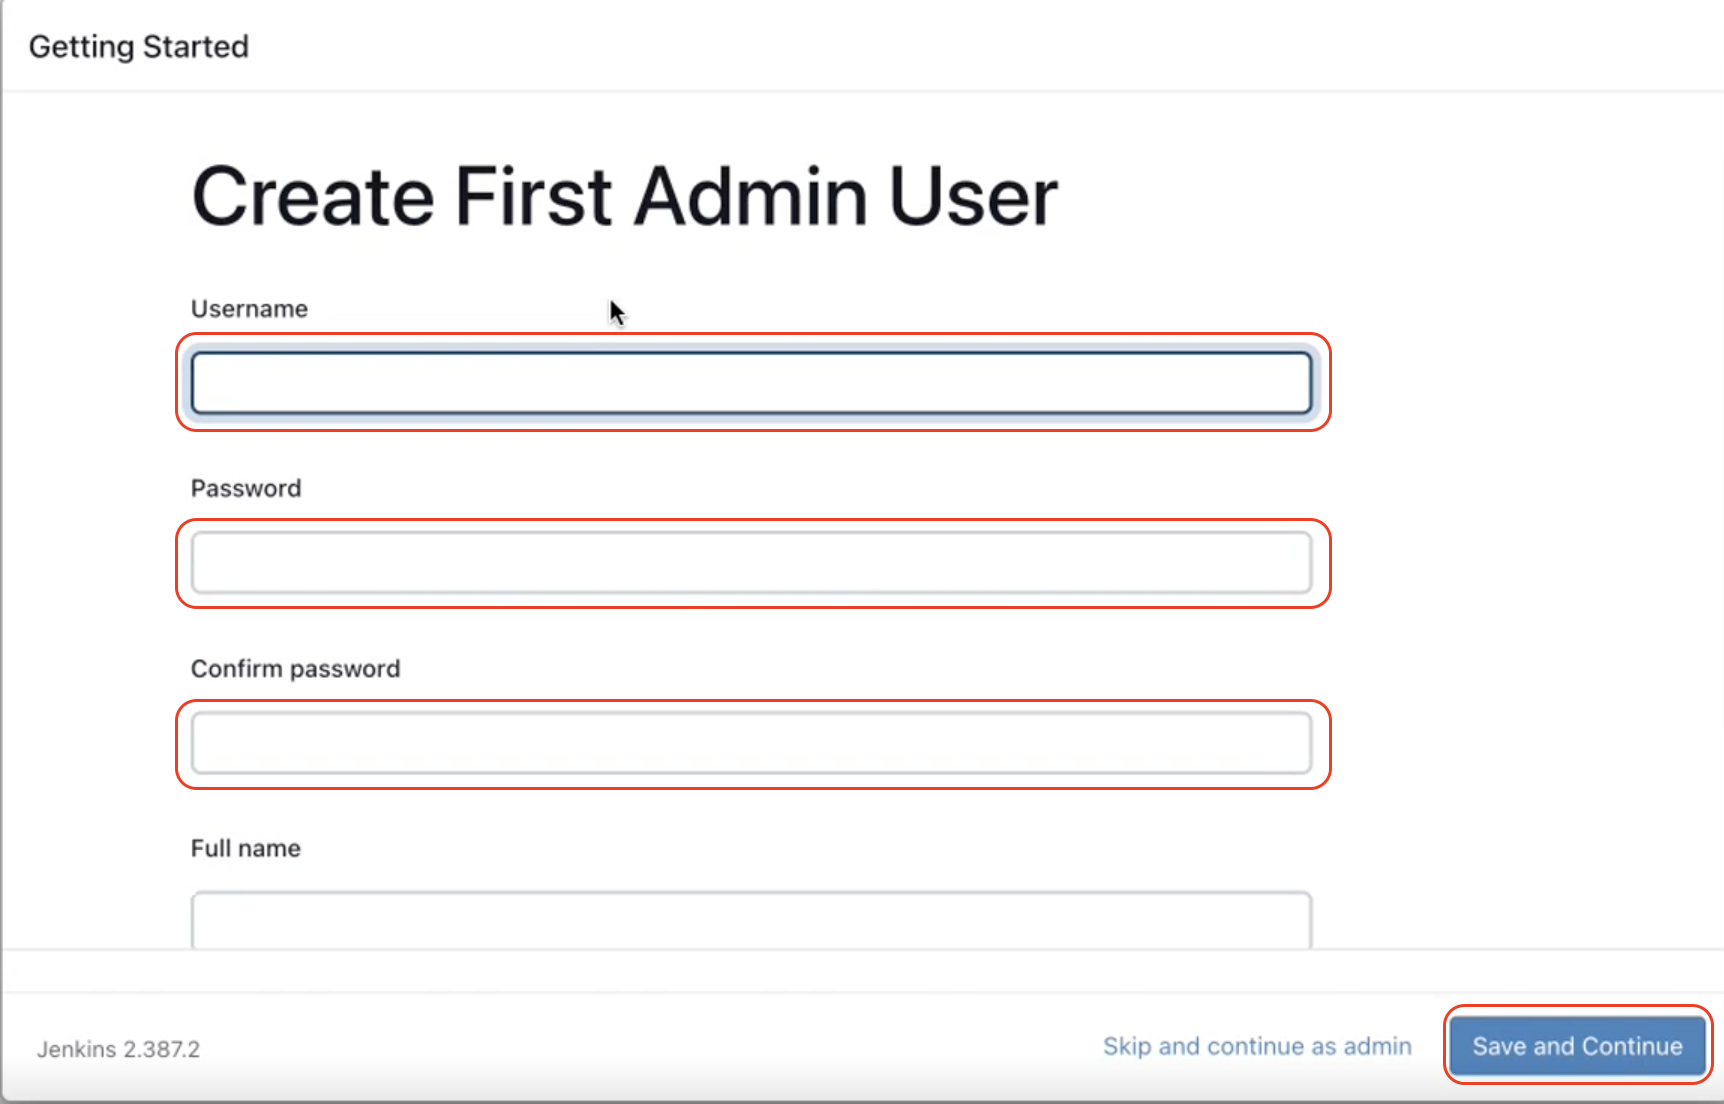 Getting Started
Create First Admin User
Username
Password
Confirm password
Full name
Jenkins 2.387.2
Skip and continue as admin
Save and Continue